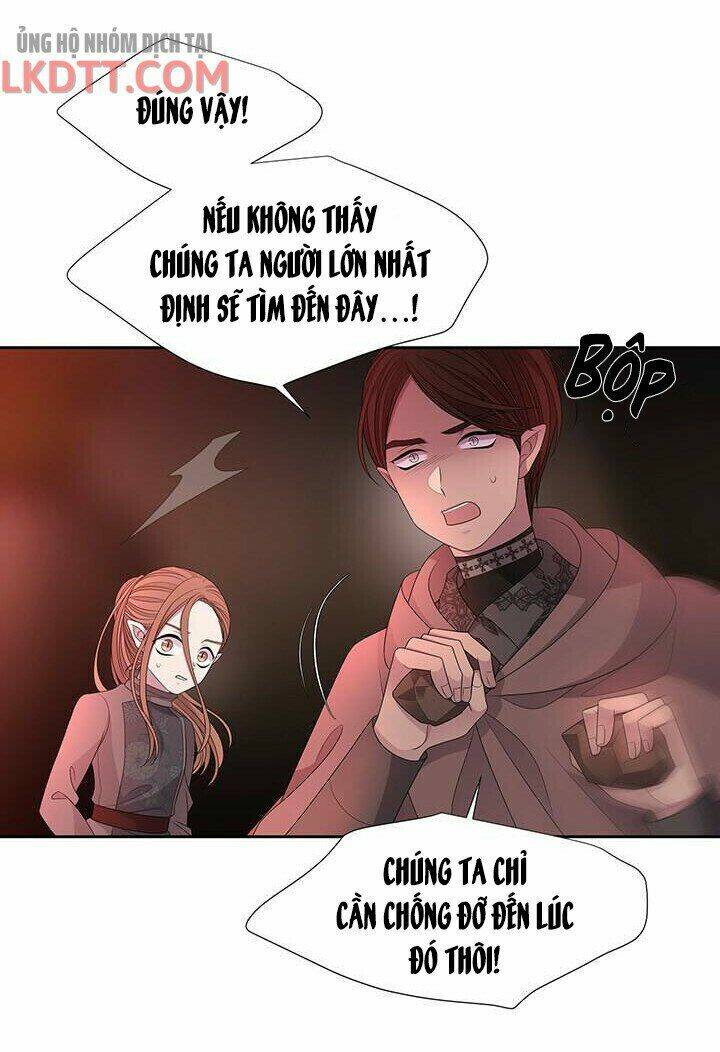 ỦNG HỘ NHÓM DỊCH TẠI
LKDTT.COM
ĐÚNG VẬY!
NẾU KHÔNG THẤY
CHÚNG TA NGƯỜI LỚN NHẤT
ĐỊNH SẼ TÌM ĐẾN ĐÂY...!
BỘP
CHÚNG TA CHỈ
CẦN CHỐNG ĐỠ ĐẾN LÚC
ĐÓ THÔI!